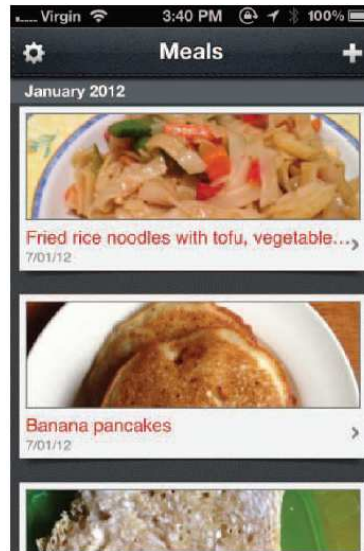 Virgin 3:40 PM 100%
Meals
January 2012
Fried rice noodles with tofu, vegetable...
7/01/12
Banana pancakes
7/01/12